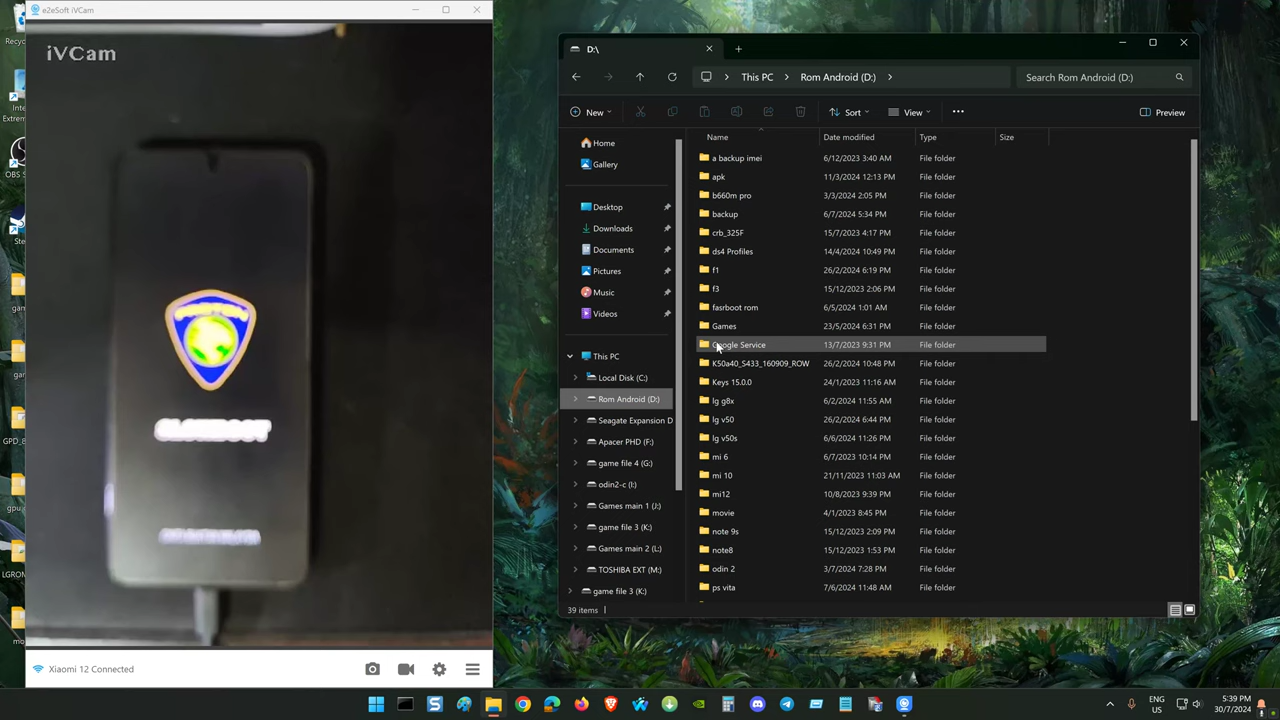 Recyc
Inte
Extrem
OBS S
Ste
gam
gam
GPD_B
gam
gpu
LGRON
mo
e2eSoft iVCam
iVCam
Xiaomi 12 Connected
D:\
This PC
Rom Android (D:)
Search Rom Android (D:)
New
Sort
View
Preview
Home
Gallery
Desktop
Downloads
Documents
Pictures
Music
Videos
This PC
Local Disk (C:)
Rom Android (D:)
Seagate Expansion D
Apacer PHD (F:)
game file 4 (G:)
odin2-c (I:)
Games main 1 (J:)
game file 3 (K:)
Games main 2 (L:)
TOSHIBA EXT (M:)
game file 3 (K:)
Name Date modified Type Size
a backup imei 6/12/2023 3:40 AM File folder
apk 11/3/2024 12:13 PM File folder
b660m pro 3/3/2024 2:05 PM File folder
backup 6/7/2024 5:34 PM File folder
crb_325F 15/7/2023 4:17 PM File folder
ds4 Profiles 14/4/2024 10:49 PM File folder
f1 26/2/2024 6:19 PM File folder
f3 15/12/2023 2:06 PM File folder
fasrboot rom 6/5/2024 1:01 AM File folder
Games 23/5/2024 6:31 PM File folder
Google Service 13/7/2023 9:31 PM File folder
K50a40_S433_160909_ROW 26/2/2024 10:48 PM File folder
Keys 15.0.0 24/1/2023 11:16 AM File folder
lg g8x 6/2/2024 11:55 AM File folder
lg v50 26/2/2024 6:44 PM File folder
lg v50s 6/6/2024 11:26 PM File folder
mi 6 6/7/2023 10:14 PM File folder
mi 10 21/11/2023 11:03 AM File folder
mi12 10/8/2023 9:39 PM File folder
movie 4/1/2023 8:45 PM File folder
note 9s 15/12/2023 2:09 PM File folder
note8 15/12/2023 1:53 PM File folder
odin 2 3/7/2024 7:28 PM File folder
ps vita 7/6/2024 11:48 AM File folder
39 items
ENG
US
5:39 PM
30/7/2024